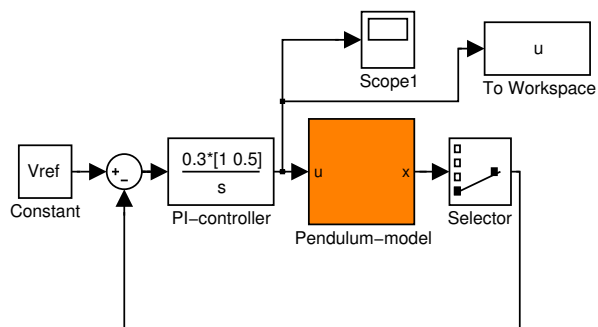 Scope1
u
To Workspace
Vref
Constant
+
−
0.3*[1 0.5]
s
PI−controller
u
x
Pendulum−model
Selector